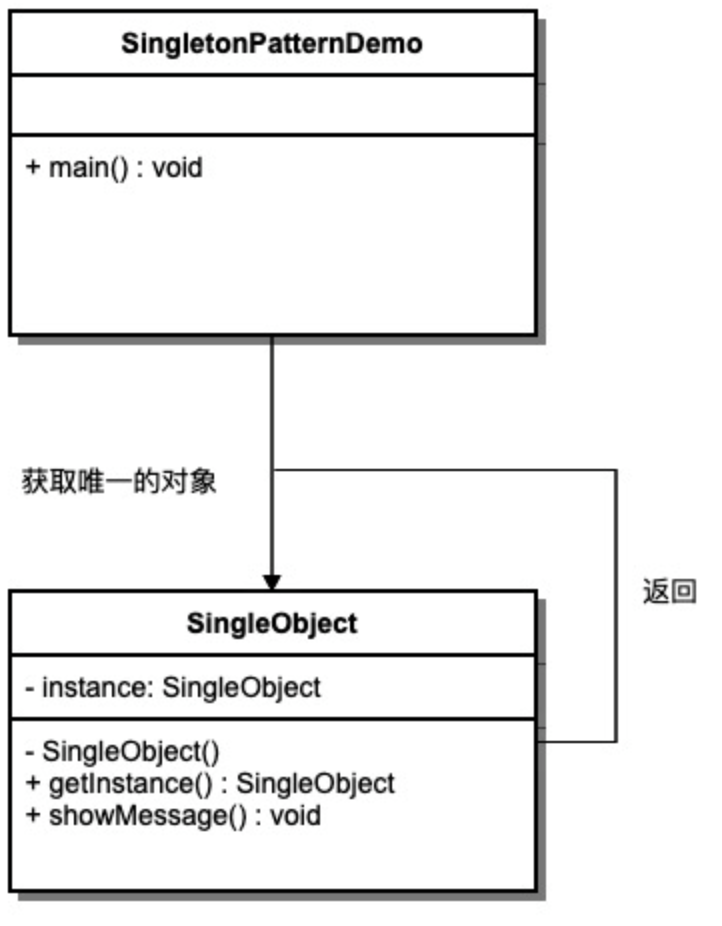 SingletonPatternDemo
+ main() : void
获取唯一的对象
返回
SingleObject
- instance: SingleObject
- SingleObject()
+ getInstance() : SingleObject
+ showMessage() : void